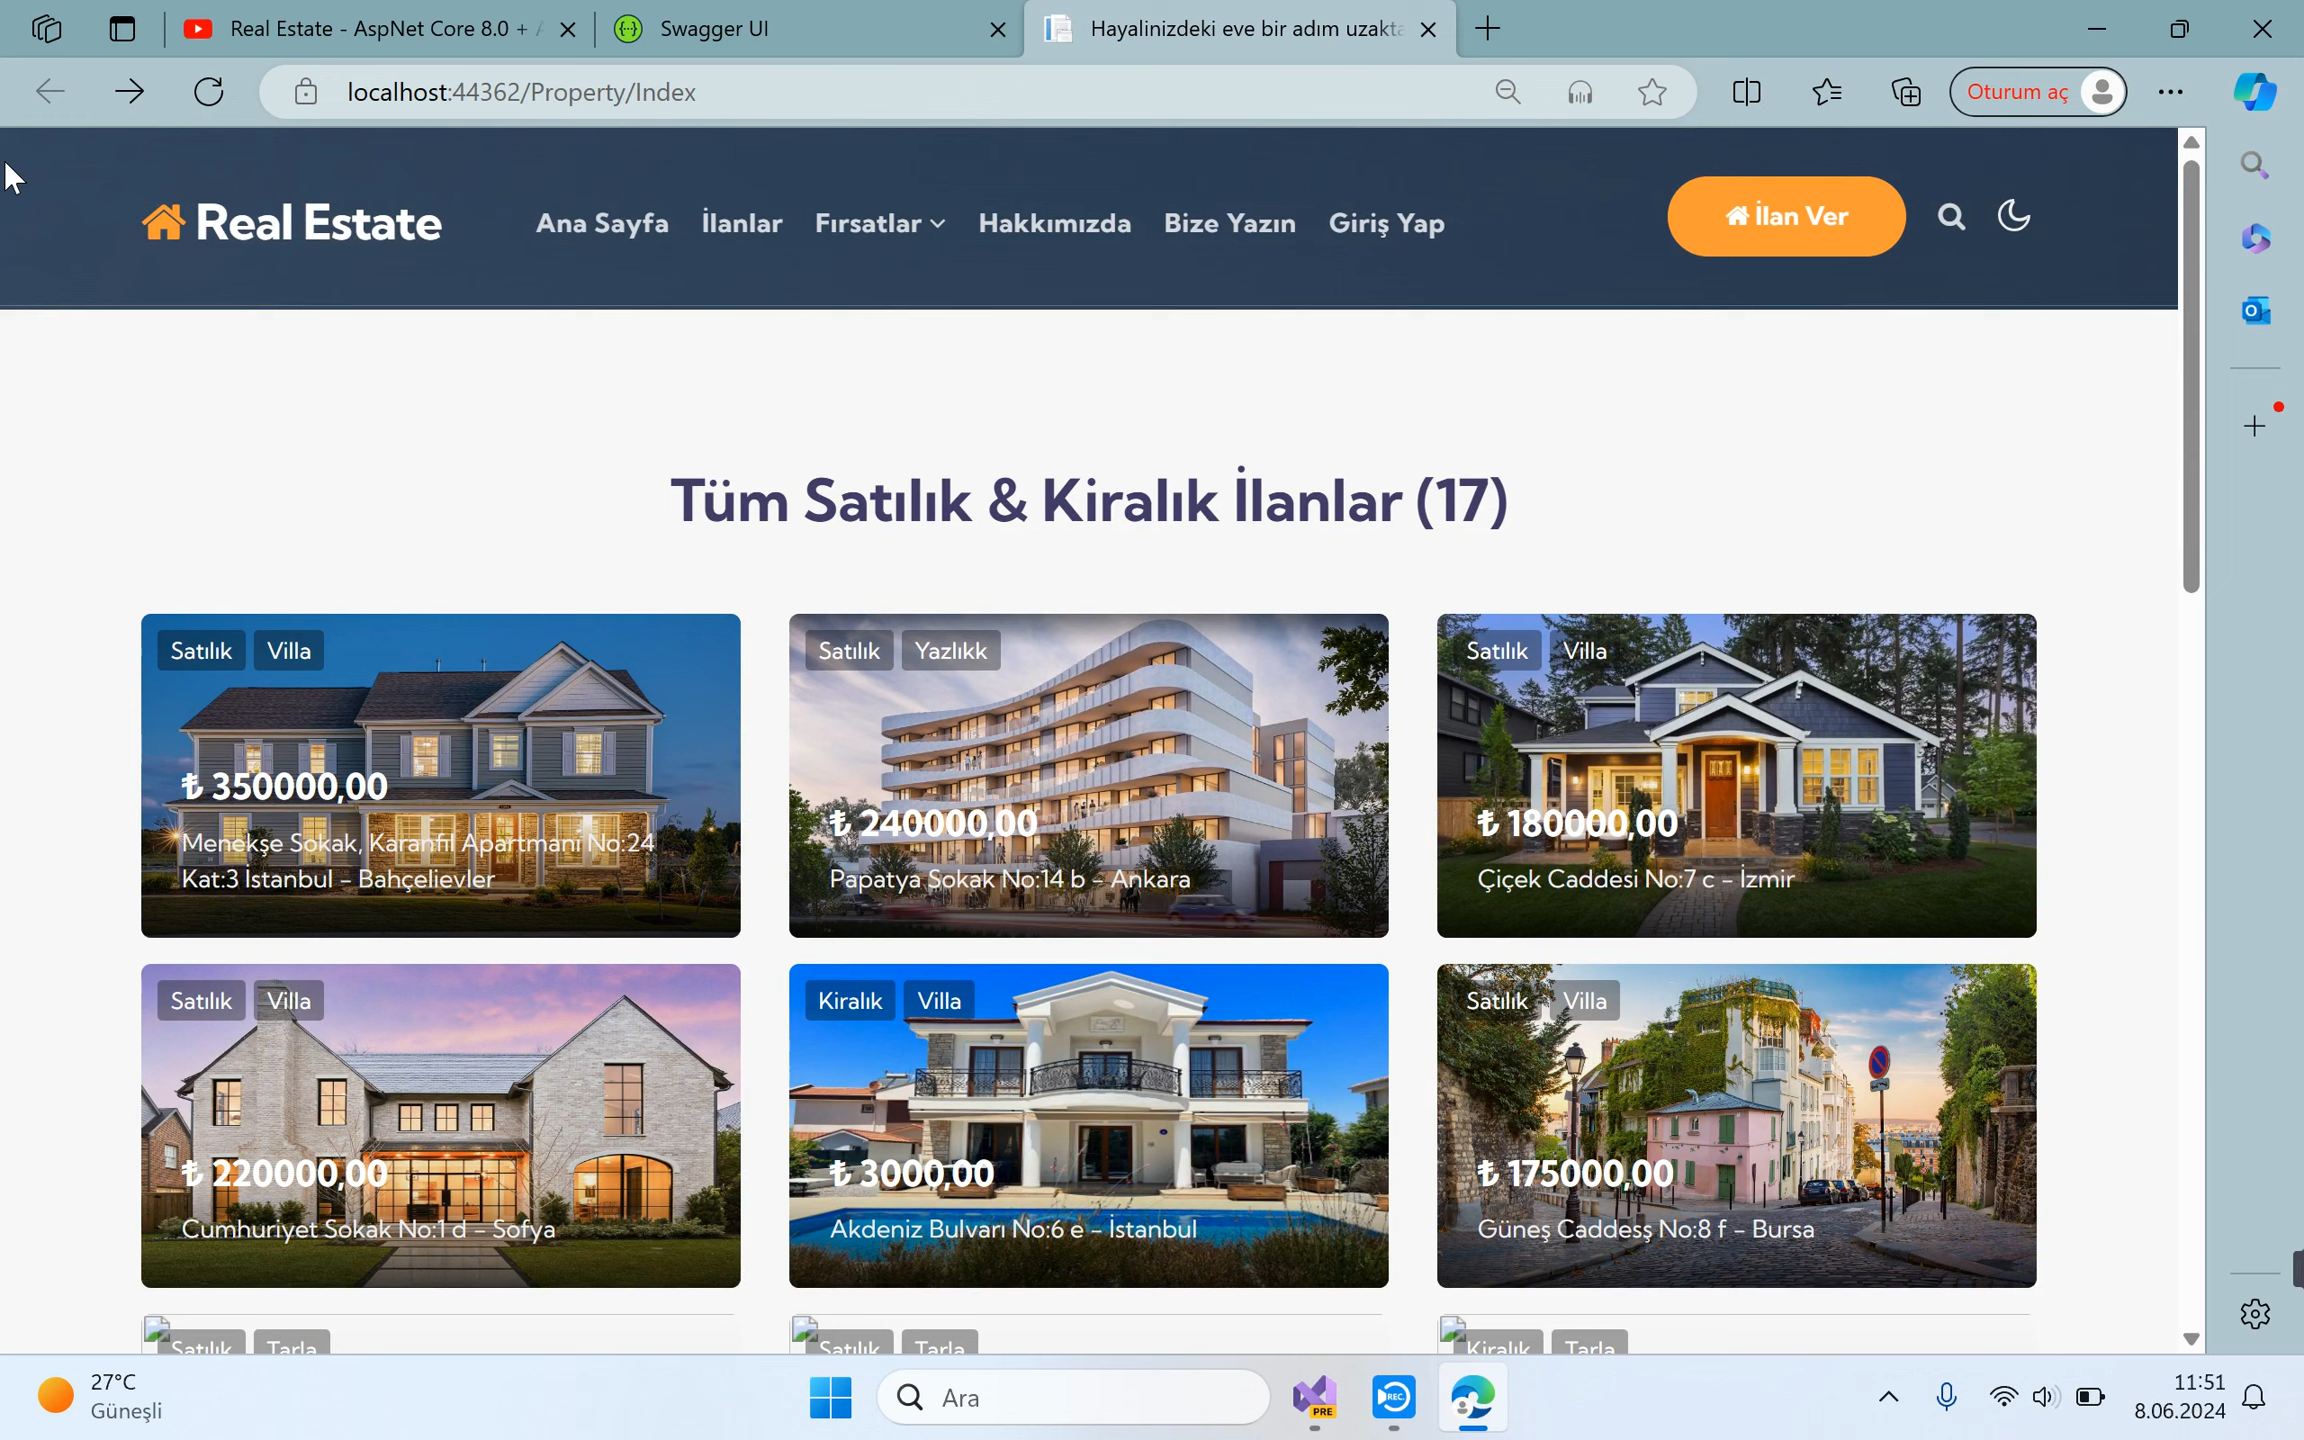 Real Estate - AspNet Core 8.0 +
Swagger UI
Hayalinizdeki eve bir adım uzakta
localhost:44362/Property/Index
Oturum aç
Real Estate
Ana Sayfa
İlanlar
Fırsatlar
Hakkımızda
Bize Yazın
Giriş Yap
İlan Ver
Tüm Satılık & Kiralık İlanlar (17)
Satılık
Villa
₺ 350000,00
Menekşe Sokak, Karanfil Apartmanı No:24
Kat:3 İstanbul - Bahçelievler
Satılık
Yazlıkk
₺ 240000,00
Papatya Sokak No:14 b - Ankara
Satılık
Villa
₺ 180000,00
Çiçek Caddesi No:7 c - İzmir
Satılık
Villa
₺ 220000,00
Cumhuriyet Sokak No:1 d - Sofya
Kiralık
Villa
₺ 3000,00
Akdeniz Bulvarı No:6 e - İstanbul
Satılık
Villa
₺ 175000,00
Güneş Caddesş No:8 f - Bursa
Satılık
Tarla
Satılık
Tarla
Kiralık
Tarla
27°C
Güneşli
Ara
PRE
REC
11:51
8.06.2024